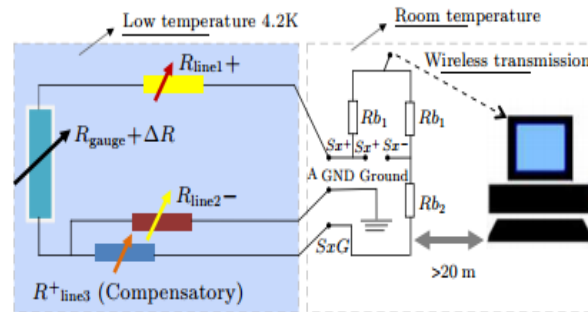 Low temperature 4.2K
Room temperature
Rline1+
Wireless transmission
Rb1
Rb1
Sx+ Sx+ Sx−
Rgauge+ΔR
A GND Ground
Rline2−
Rb2
SxG
>20 m
R+line3 (Compensatory)